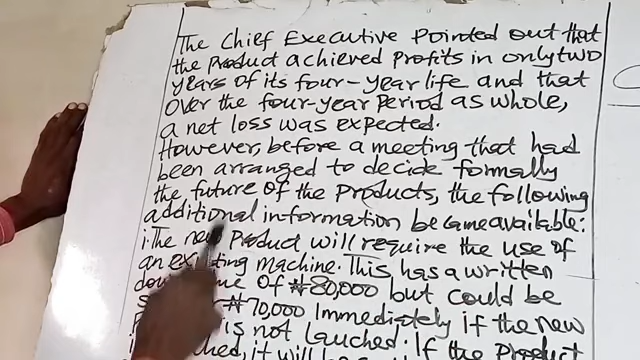 The Chief Executive Pointed out that
the Product achieved Profits in only two
years of its four-year life and that
over the four-year Period as whole,
a net loss was expected.
However, before a meeting that had
been arranged to decide formally
the future of the Products, the following
additional information became available:
i. The new Product will require the use of
an existing machine. This has a written
of ₦80,000 but could be
₦70,000 Immediately if the new
is not lauched. If the Product
it will be